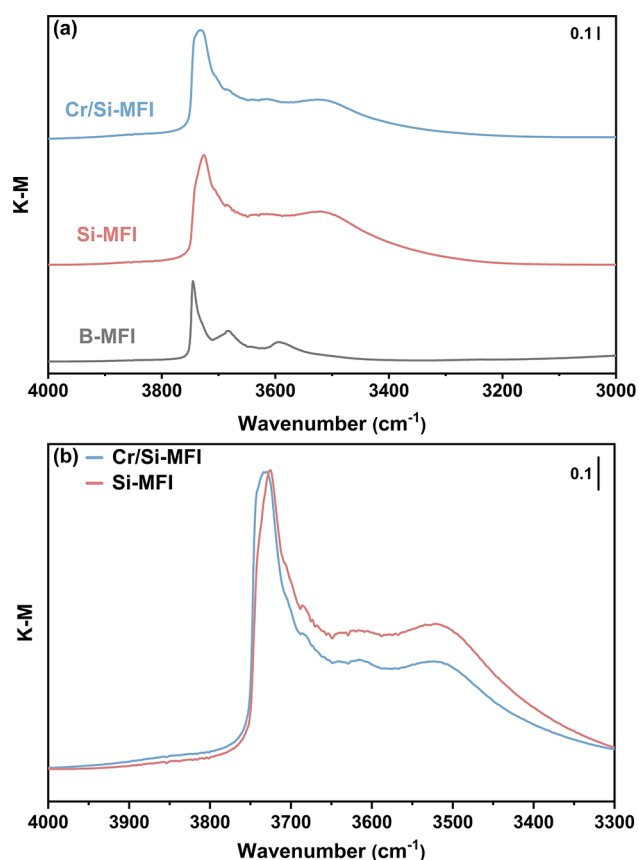 (a)
0.1
Cr/Si-MFI
Si-MFI
B-MFI
K-M
4000 3800 3600 3400 3200 3000
Wavenumber (cm⁻¹)
(b)
Cr/Si-MFI
Si-MFI
0.1
K-M
4000 3900 3800 3700 3600 3500 3400 3300
Wavenumber (cm⁻¹)